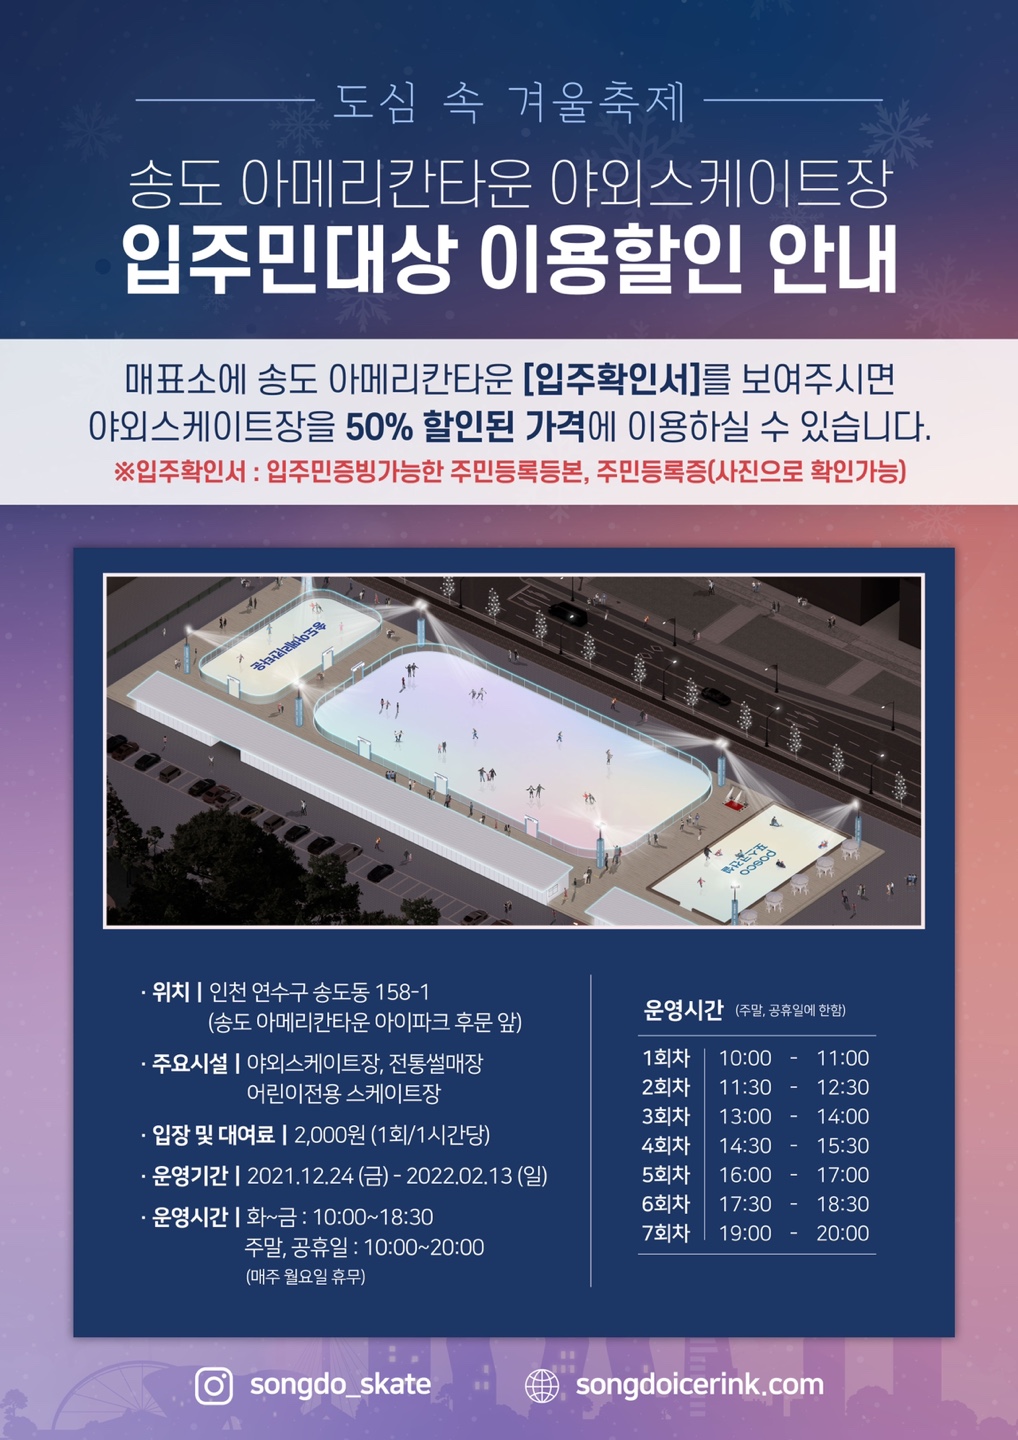 도심 속 겨울축제
송도 아메리칸타운 야외스케이트장
입주민대상 이용할인 안내
매표소에 송도 아메리칸타운 [입주확인서]를 보여주시면
야외스케이트장을 50% 할인된 가격에 이용하실 수 있습니다.
※입주확인서 : 입주민증빙가능한 주민등록등본, 주민등록증(사진으로 확인가능)
송도아메리칸타운
포스코건설
posco
· 위치 | 인천 연수구 송도동 158-1
(송도 아메리칸타운 아이파크 후문 앞)
· 주요시설 | 야외스케이트장, 전통썰매장
어린이전용 스케이트장
· 입장 및 대여료 | 2,000원 (1회/1시간당)
· 운영기간 | 2021.12.24 (금) - 2022.02.13 (일)
· 운영시간 | 화~금 : 10:00~18:30
주말, 공휴일 : 10:00~20:00
(매주 월요일 휴무)
운영시간 (주말, 공휴일에 한함)
1회차 10:00 - 11:00
2회차 11:30 - 12:30
3회차 13:00 - 14:00
4회차 14:30 - 15:30
5회차 16:00 - 17:00
6회차 17:30 - 18:30
7회차 19:00 - 20:00
songdo_skate
songdoicerink.com